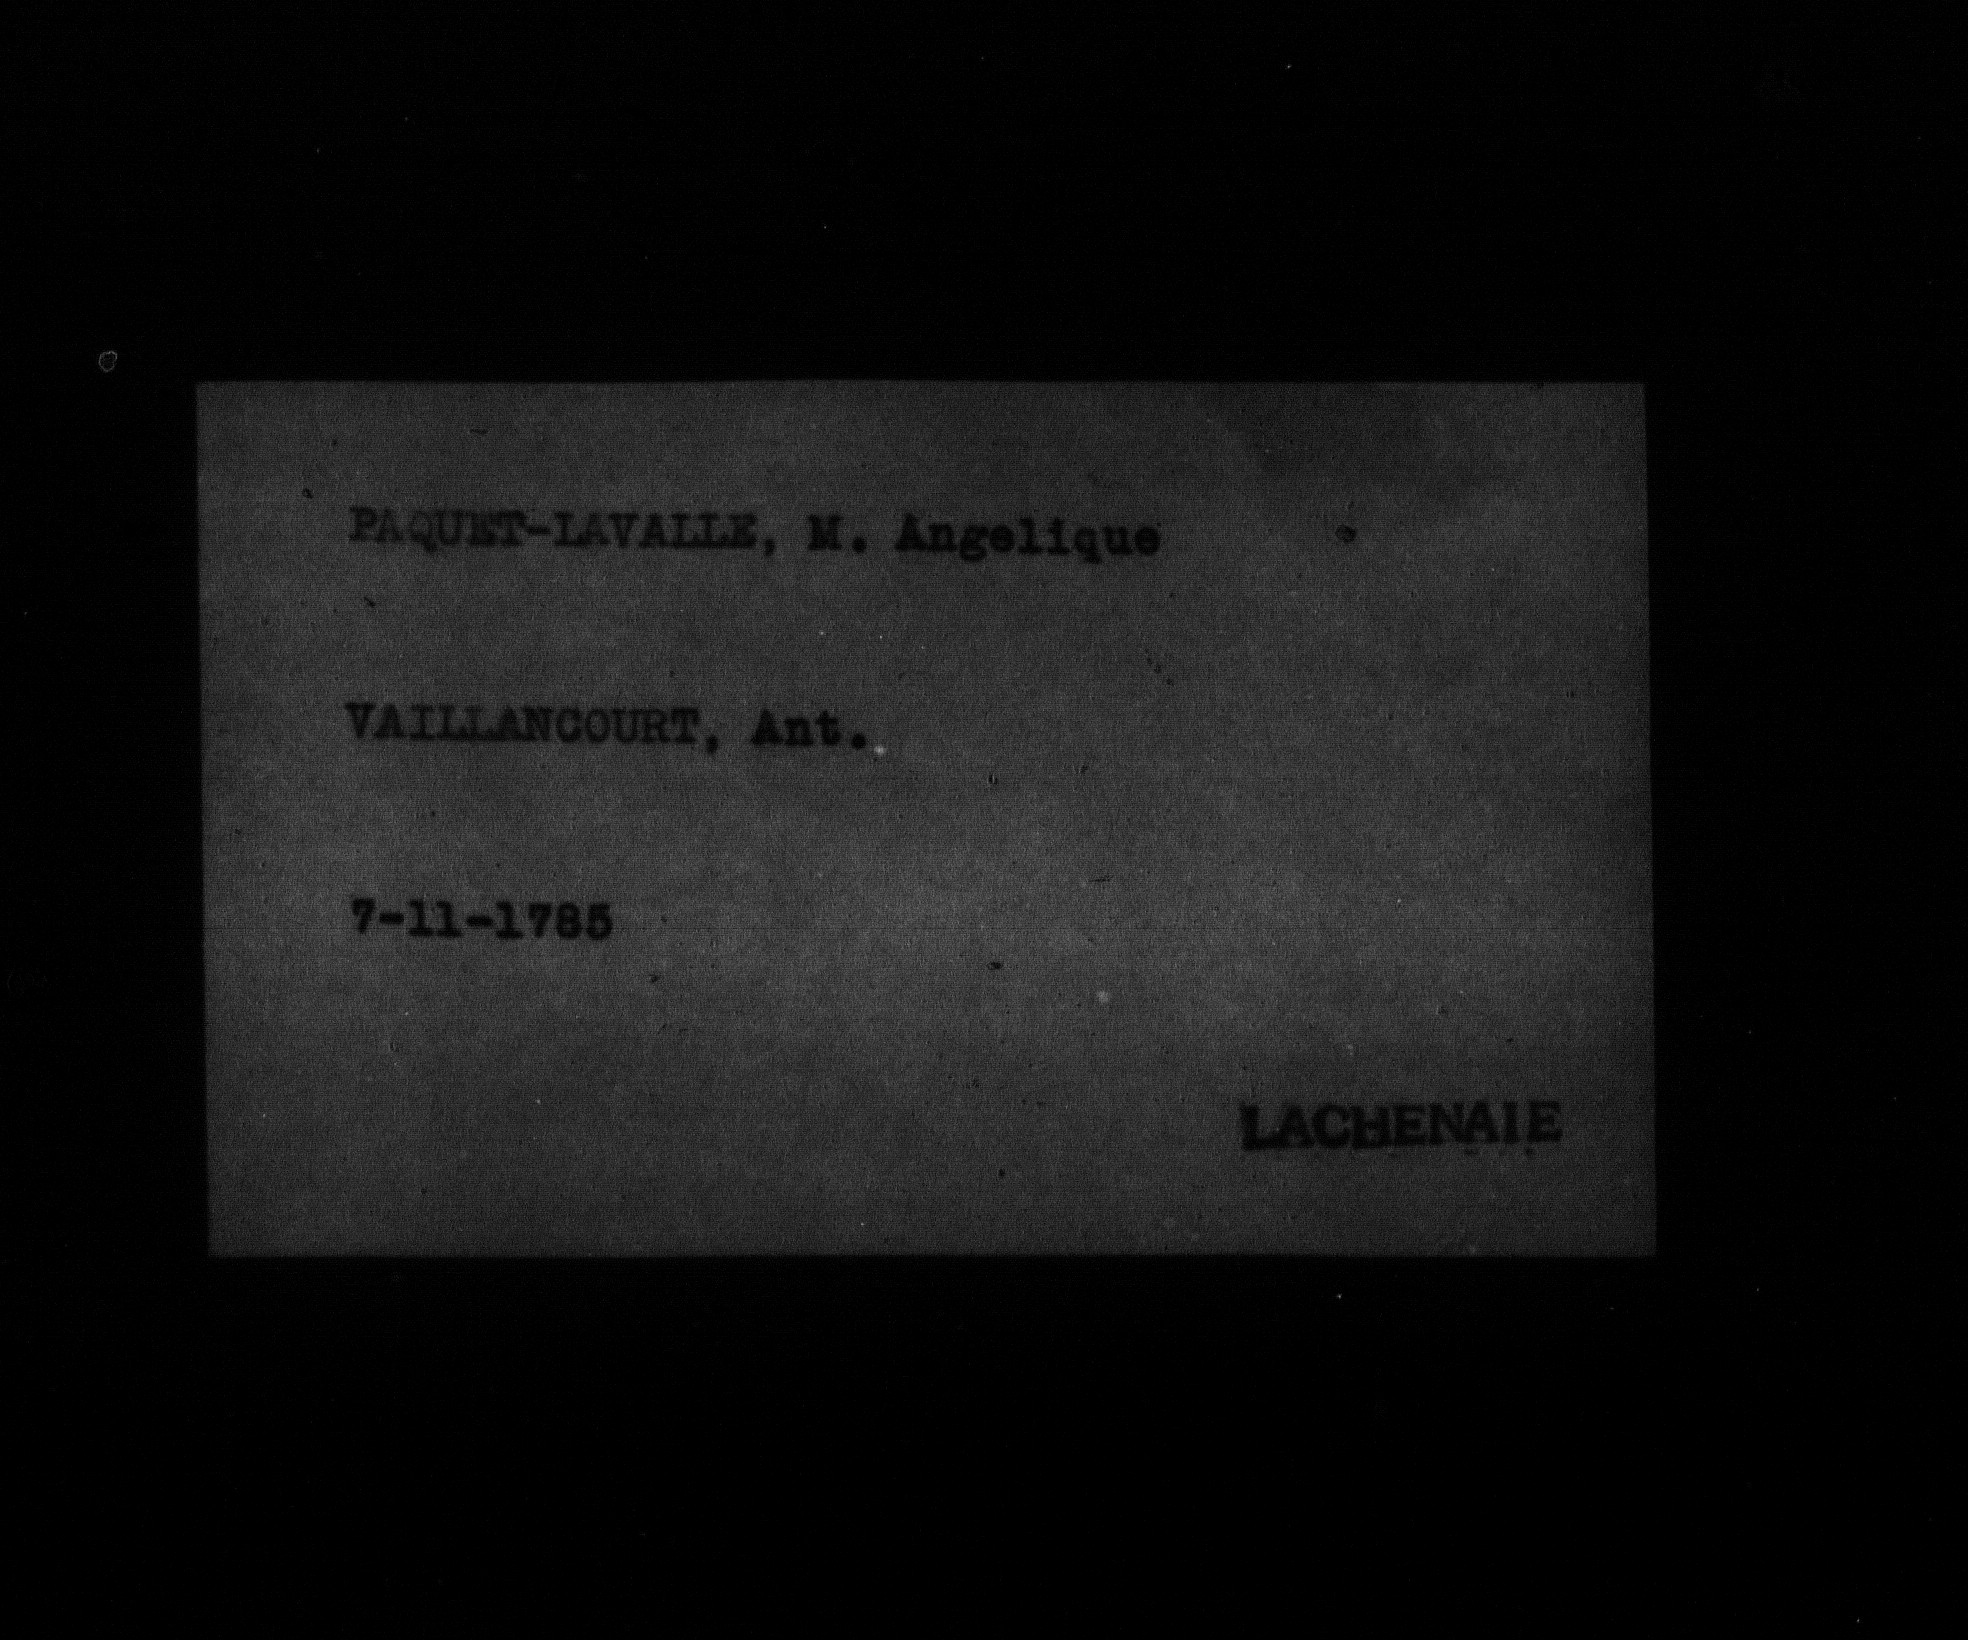 PAQUET-LAVALLE, M. Angelique
VAILLANCOURT, Ant.
7-11-1785
LACHENAIE